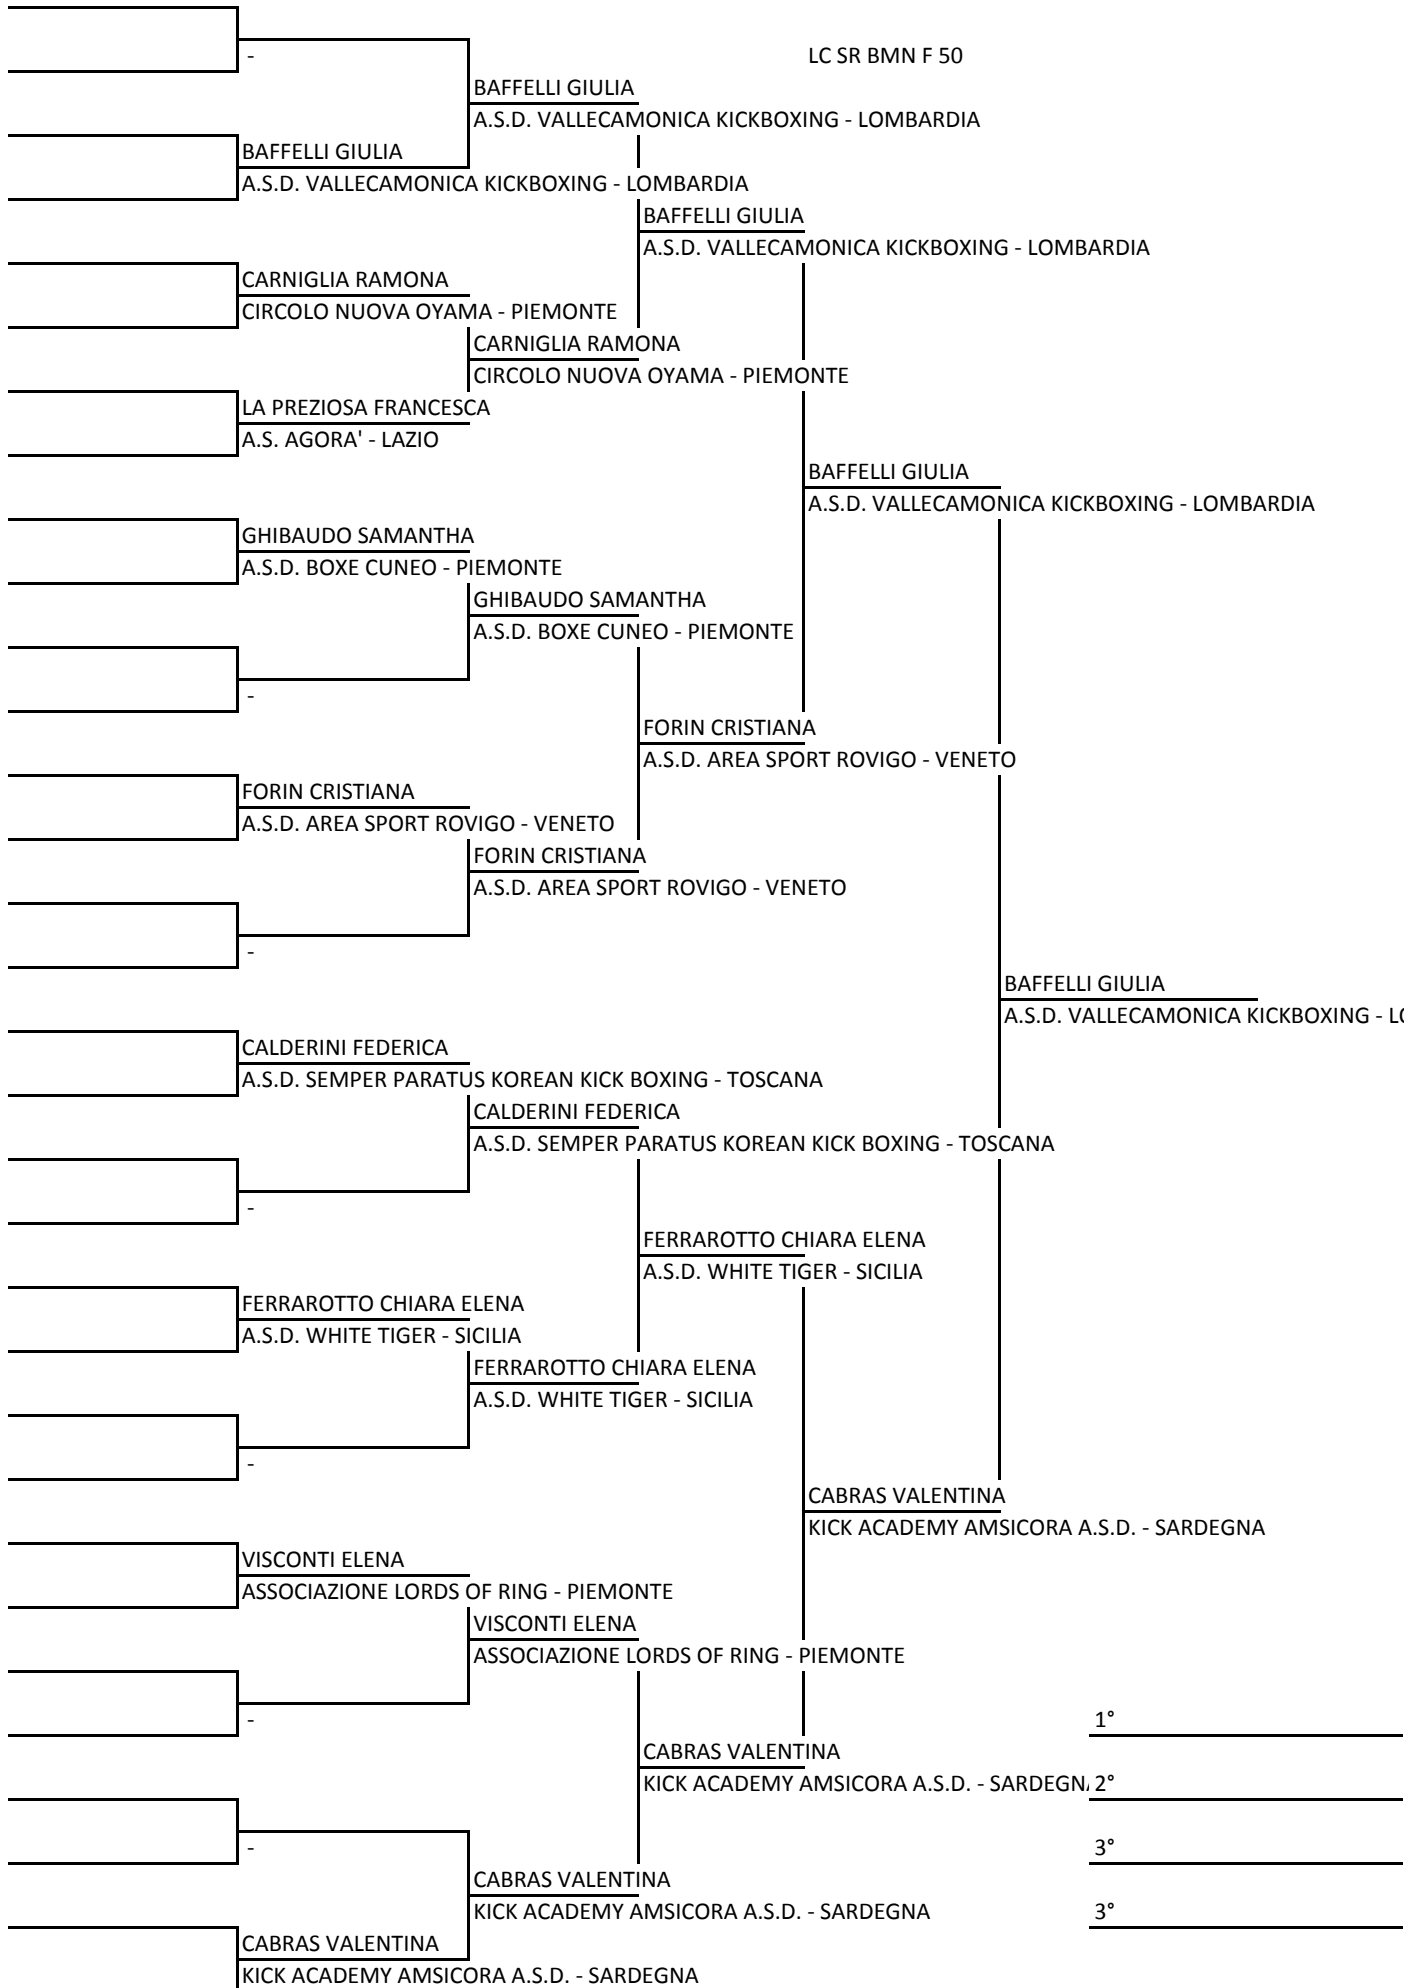 -
LC SR BMN F 50
BAFFELLI GIULIA
A.S.D. VALLECAMONICA KICKBOXING - LOMBARDIA
BAFFELLI GIULIA
A.S.D. VALLECAMONICA KICKBOXING - LOMBARDIA
BAFFELLI GIULIA
A.S.D. VALLECAMONICA KICKBOXING - LOMBARDIA
CARNIGLIA RAMONA
CIRCOLO NUOVA OYAMA - PIEMONTE
CARNIGLIA RAMONA
CIRCOLO NUOVA OYAMA - PIEMONTE
LA PREZIOSA FRANCESCA
A.S. AGORA' - LAZIO
BAFFELLI GIULIA
A.S.D. VALLECAMONICA KICKBOXING - LOMBARDIA
GHIBAUDO SAMANTHA
A.S.D. BOXE CUNEO - PIEMONTE
GHIBAUDO SAMANTHA
A.S.D. BOXE CUNEO - PIEMONTE
-
FORIN CRISTIANA
A.S.D. AREA SPORT ROVIGO - VENETO
FORIN CRISTIANA
A.S.D. AREA SPORT ROVIGO - VENETO
FORIN CRISTIANA
A.S.D. AREA SPORT ROVIGO - VENETO
-
BAFFELLI GIULIA
A.S.D. VALLECAMONICA KICKBOXING - L
CALDERINI FEDERICA
A.S.D. SEMPER PARATUS KOREAN KICK BOXING - TOSCANA
CALDERINI FEDERICA
A.S.D. SEMPER PARATUS KOREAN KICK BOXING - TOSCANA
-
FERRAROTTO CHIARA ELENA
A.S.D. WHITE TIGER - SICILIA
FERRAROTTO CHIARA ELENA
A.S.D. WHITE TIGER - SICILIA
FERRAROTTO CHIARA ELENA
A.S.D. WHITE TIGER - SICILIA
-
CABRAS VALENTINA
KICK ACADEMY AMSICORA A.S.D. - SARDEGNA
VISCONTI ELENA
ASSOCIAZIONE LORDS OF RING - PIEMONTE
VISCONTI ELENA
ASSOCIAZIONE LORDS OF RING - PIEMONTE
-
1°
CABRAS VALENTINA
KICK ACADEMY AMSICORA A.S.D. - SARDEGN
2°
-
3°
CABRAS VALENTINA
KICK ACADEMY AMSICORA A.S.D. - SARDEGNA
3°
CABRAS VALENTINA
KICK ACADEMY AMSICORA A.S.D. - SARDEGNA